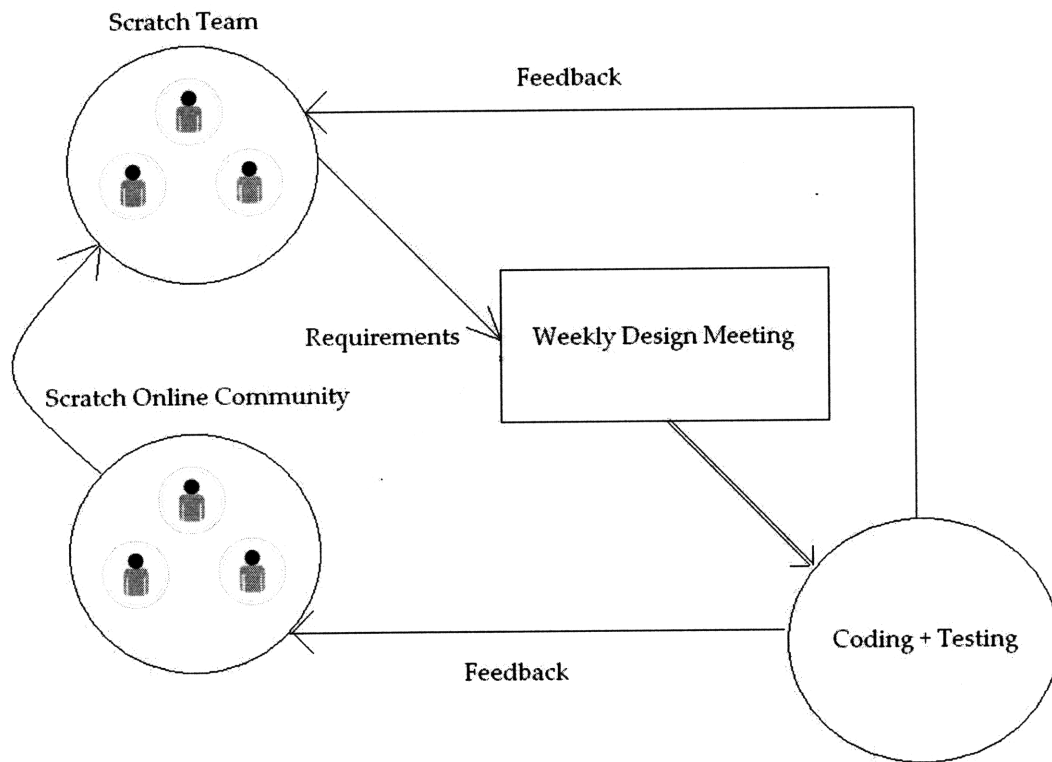 Scratch Team
Feedback
Requirements
Weekly Design Meeting
Scratch Online Community
Coding + Testing
Feedback